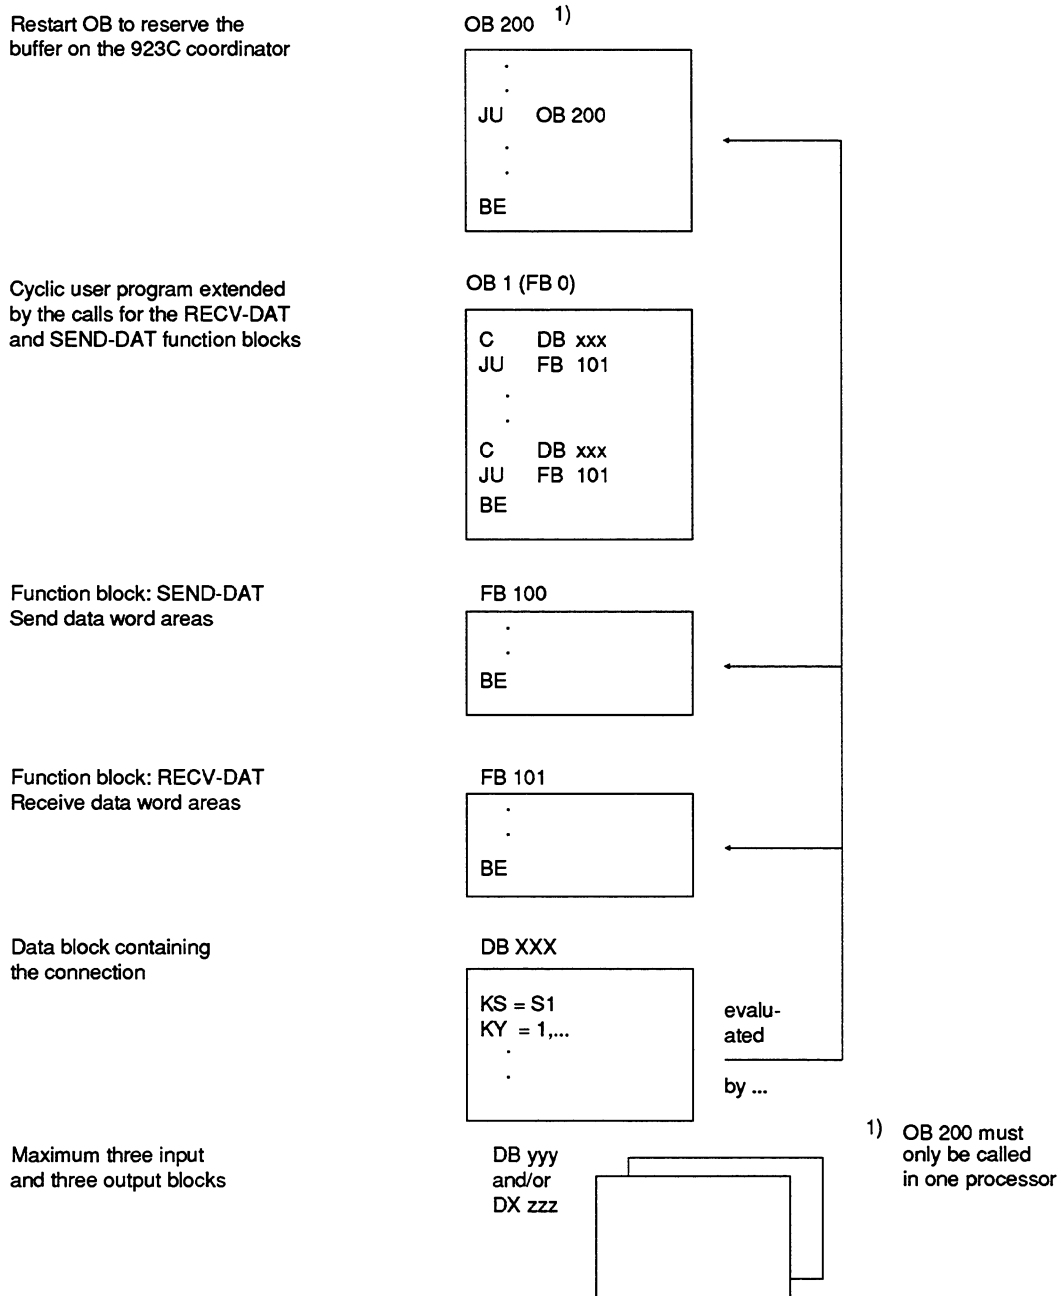 Restart OB to reserve the
buffer on the 923C coordinator
OB 200 1)
.
.
JU OB 200
.
.
BE
Cyclic user program extended
by the calls for the RECV-DAT
and SEND-DAT function blocks
OB 1 (FB 0)
C DB xxx
JU FB 101
.
.
C DB xxx
JU FB 101
BE
Function block: SEND-DAT
Send data word areas
FB 100
.
.
BE
Function block: RECV-DAT
Receive data word areas
FB 101
.
.
BE
Data block containing
the connection
DB XXX
KS = S1
KY = 1,...
.
.
evalu-
ated
by ...
Maximum three input
and three output blocks
DB yyy
and/or
DX zzz
1) OB 200 must
only be called
in one processor